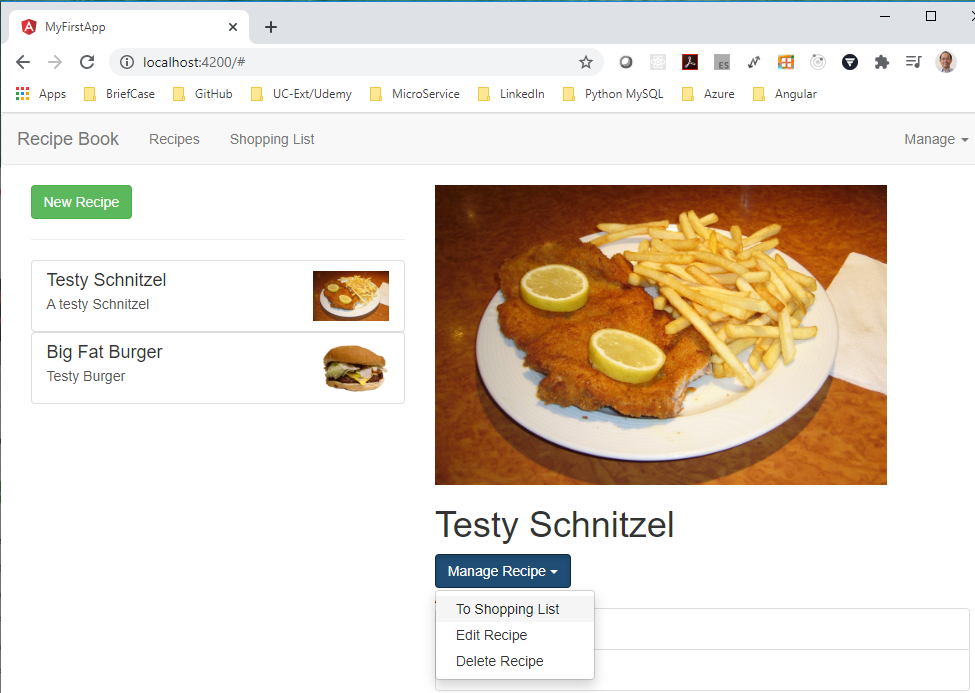 MyFirstApp
localhost:4200/#
ES
Apps BriefCase GitHub UC-Ext/Udemy MicroService LinkedIn Python MySQL Azure Angular
Recipe Book Recipes Shopping List Manage
New Recipe
Testy Schnitzel
A testy Schnitzel
Big Fat Burger
Testy Burger
Testy Schnitzel
Manage Recipe
To Shopping List
Edit Recipe
Delete Recipe